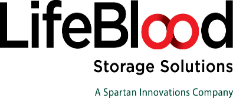 LifeBlood
Storage Solutions
A Spartan Innovations Company